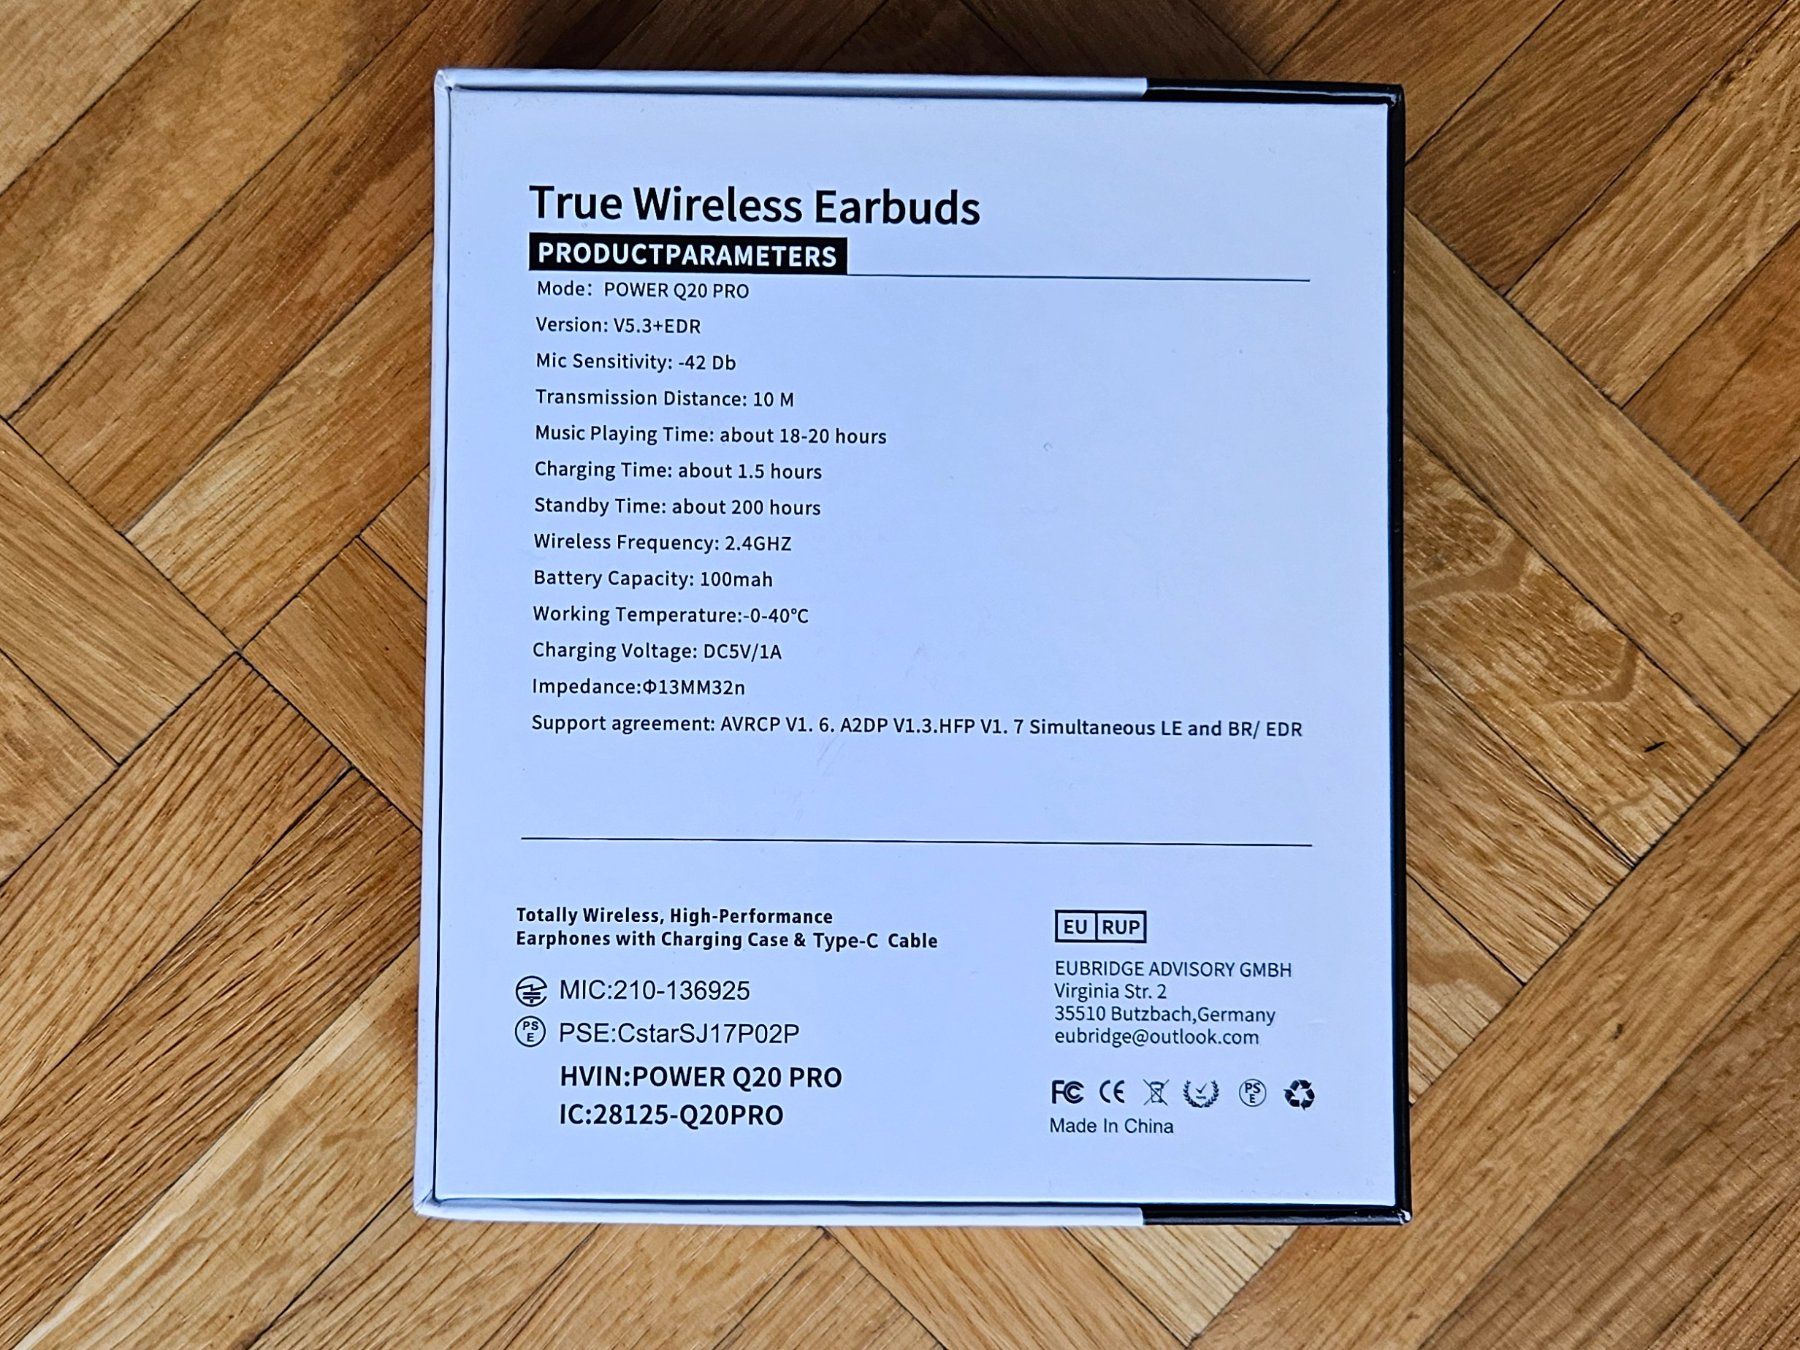 True Wireless Earbuds
PRODUCTPARAMETERS
Mode: POWER Q20 PRO
Version: V5.3+EDR
Mic Sensitivity: -42 Db
Transmission Distance: 10 M
Music Playing Time: about 18-20 hours
Charging Time: about 1.5 hours
Standby Time: about 200 hours
Wireless Frequency: 2.4GHZ
Battery Capacity: 100mah
Working Temperature:-0-40℃
Charging Voltage: DC5V/1A
Impedance:Φ13MM32n
Support agreement: AVRCP V1. 6. A2DP V1.3.HFP V1. 7 Simultaneous LE and BR/ EDR
Totally Wireless, High-Performance
Earphones with Charging Case & Type-C Cable
MIC:210-136925
PS E PSE:CstarSJ17P02P
HVIN:POWER Q20 PRO
IC:28125-Q20PRO
EU RUP
EUBRIDGE ADVISORY GMBH
Virginia Str. 2
35510 Butzbach,Germany
eubridge@outlook.com
FC CE PS E
Made In China